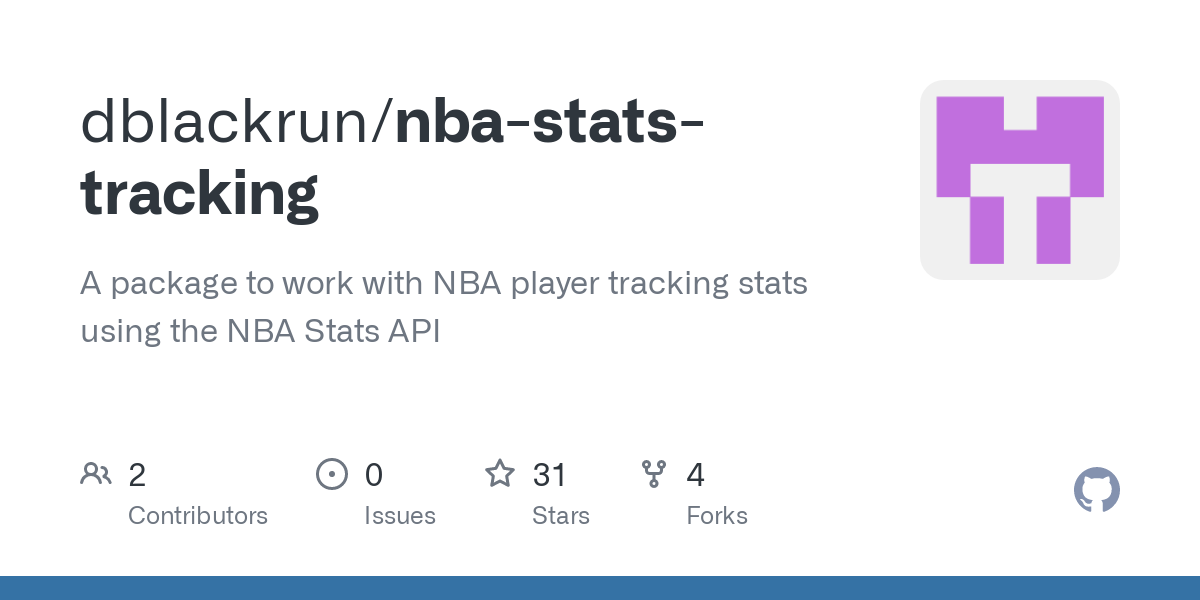 dblackrun/nba-stats-
tracking
A package to work with NBA player tracking stats
using the NBA Stats API
2
Contributors
0
Issues
31
Stars
4
Forks